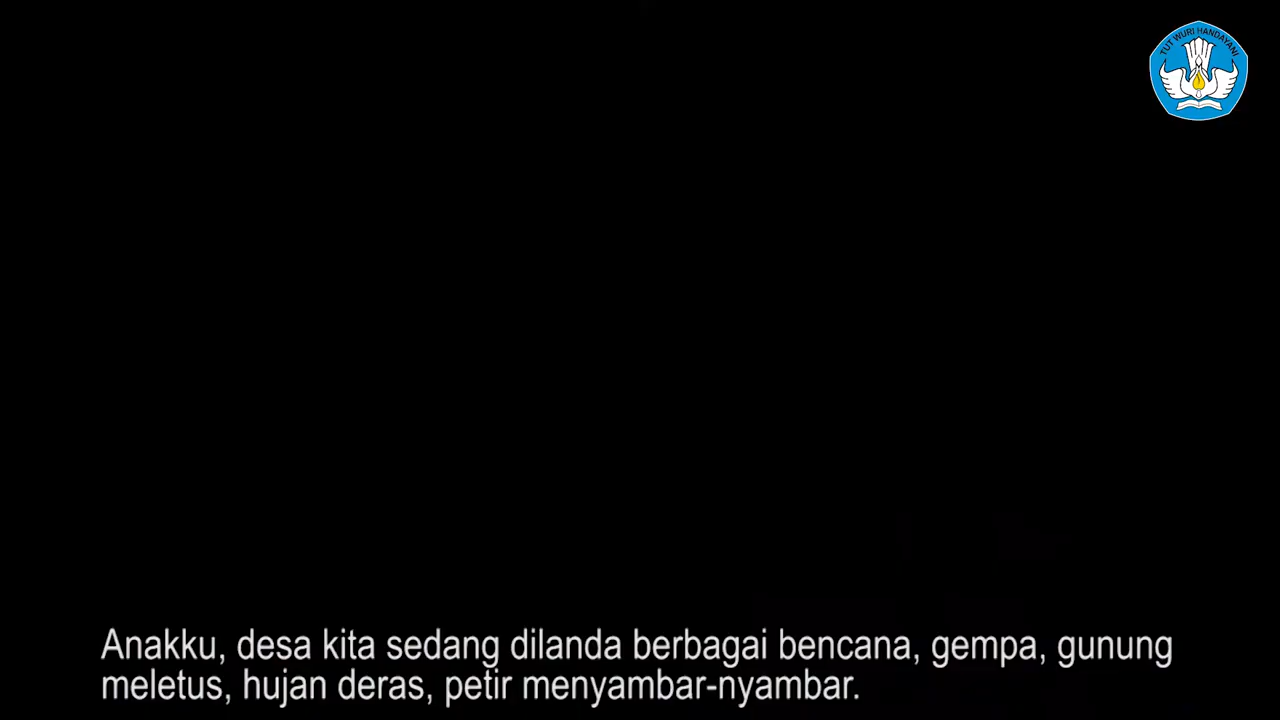 TUT WURI HANDAYANI
Anakku, desa kita sedang dilanda berbagai bencana, gempa, gunung
meletus, hujan deras, petir menyambar-nyambar.